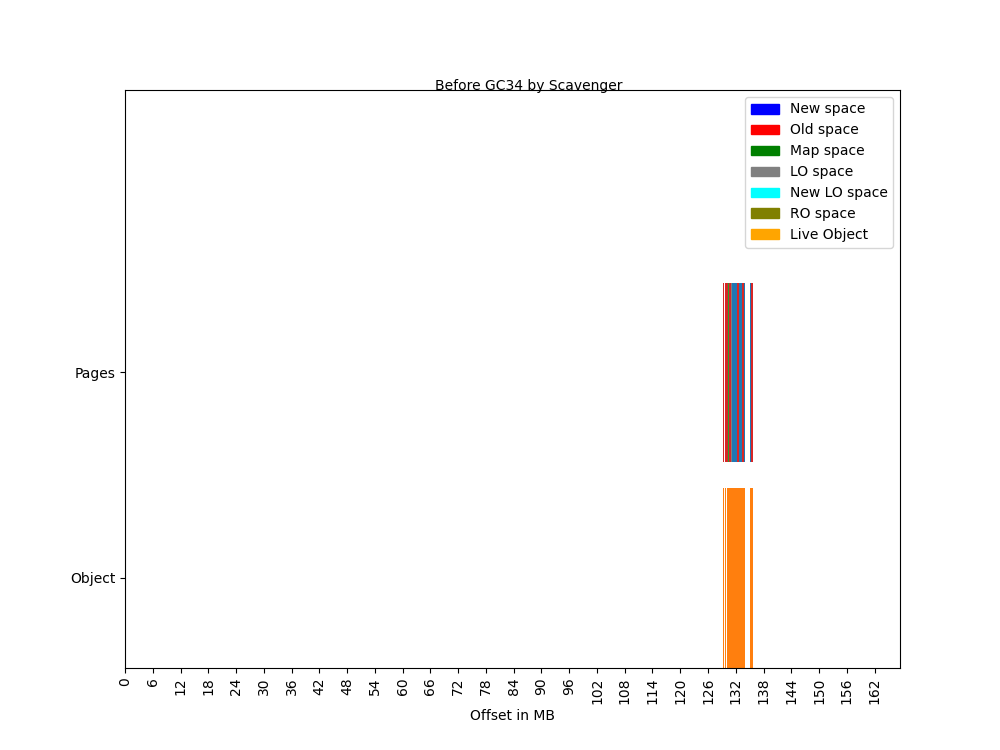 Before GC34 by Scavenger
New space
Old space
Map space
LO space
New LO space
RO space
Live Object
Pages
Object
0 6 12 18 24 30 36 42 48 54 60 66 72 78 84 90 96 102 108 114 120 126 132 138 144 150 156 162
Offset in MB